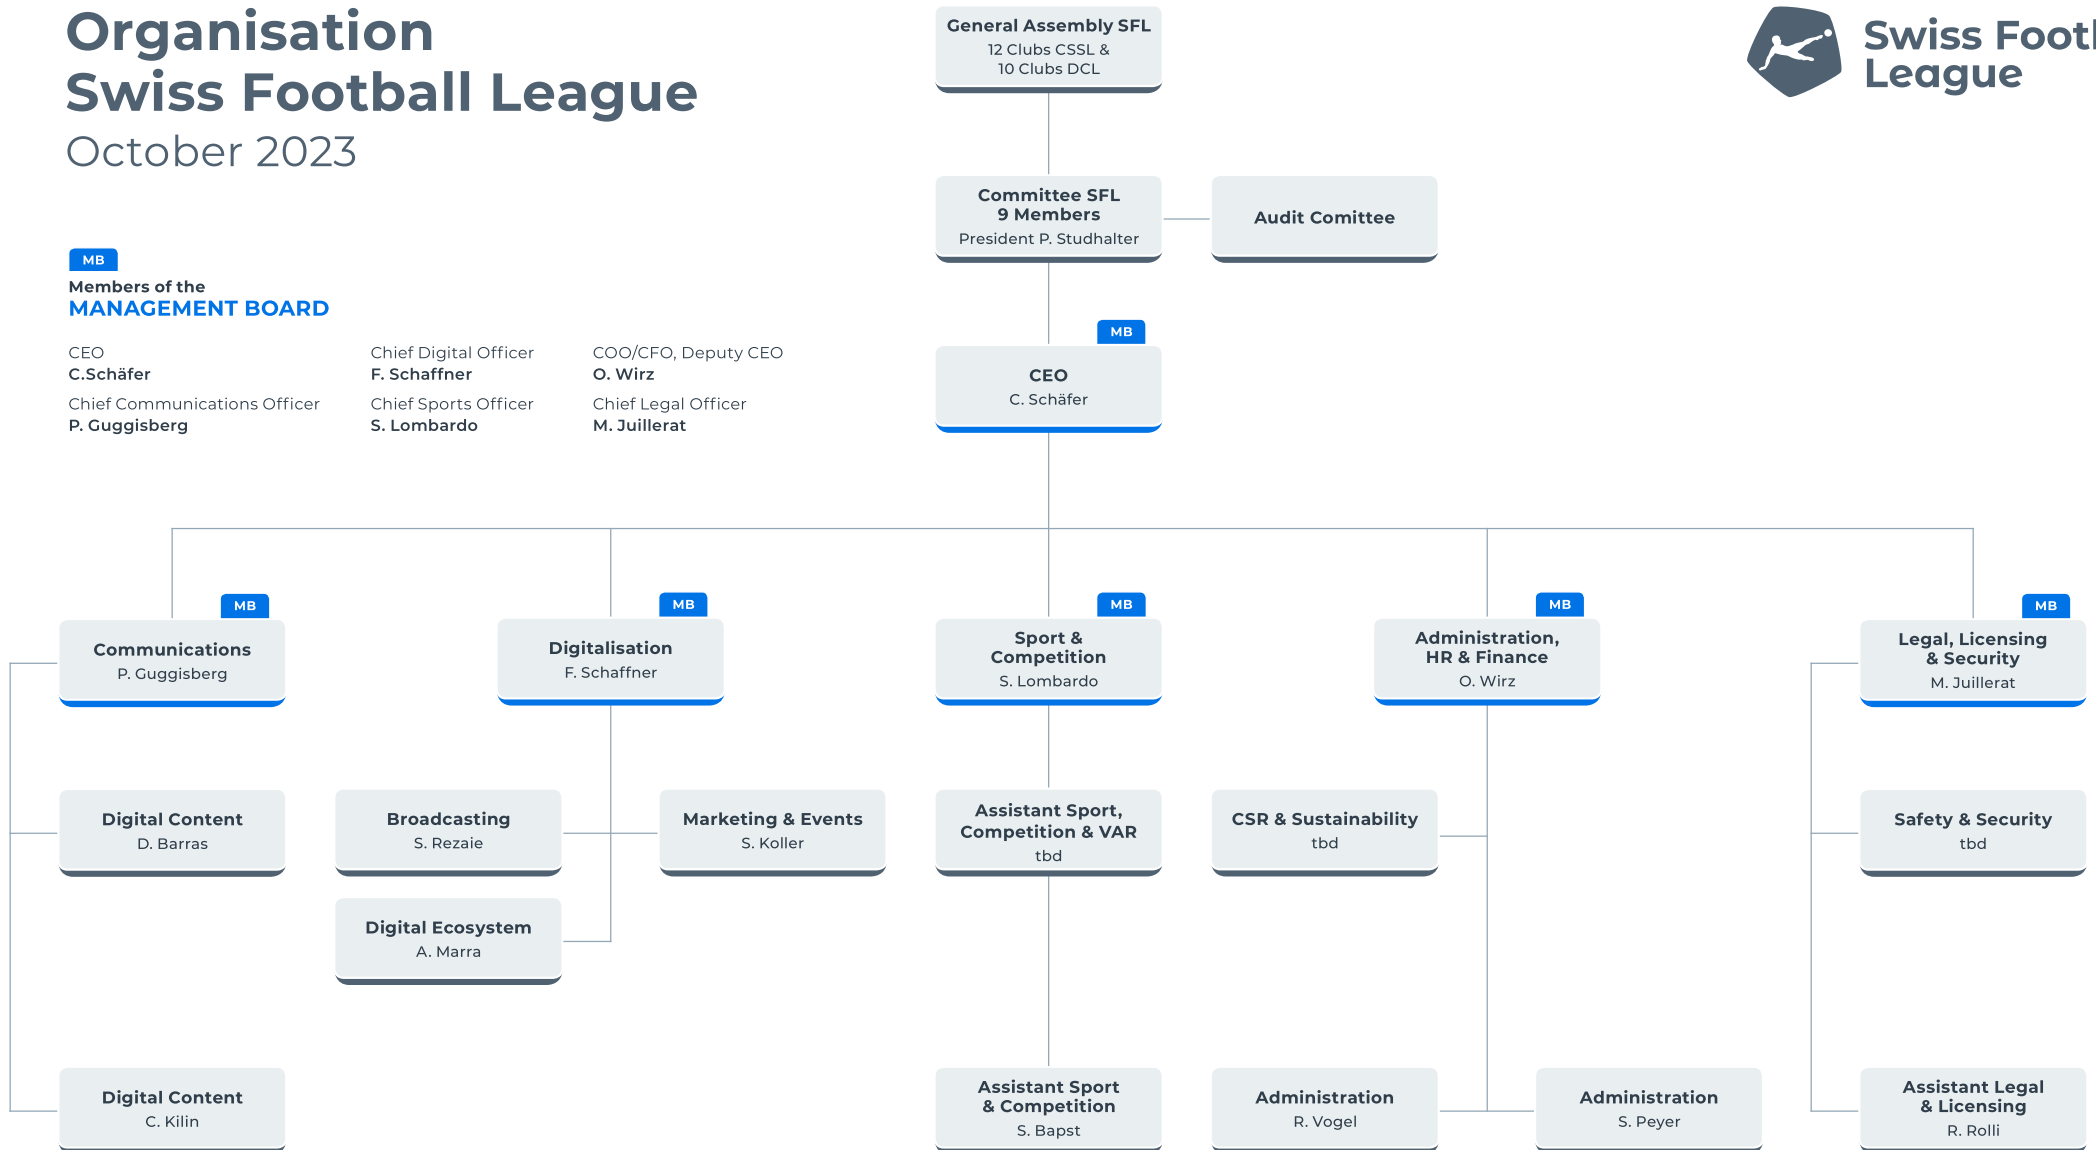 Organisation
Swiss Football League
October 2023
General Assembly SFL
12 Clubs CSSL &
10 Clubs DCL
Swiss Footl
League
Committee SFL
9 Members
President P. Studhalter
Audit Comittee
MB
Members of the
MANAGEMENT BOARD
CEO
C.Schäfer
Chief Digital Officer
F. Schaffner
COO/CFO, Deputy CEO
O. Wirz
Chief Communications Officer
P. Guggisberg
Chief Sports Officer
S. Lombardo
Chief Legal Officer
M. Juillerat
MB
CEO
C. Schäfer
MB
Communications
P. Guggisberg
MB
Digitalisation
F. Schaffner
MB
Sport &
Competition
S. Lombardo
MB
Administration,
HR & Finance
O. Wirz
MB
Legal, Licensing
& Security
M. Juillerat
Digital Content
D. Barras
Broadcasting
S. Rezaie
Marketing & Events
S. Koller
Assistant Sport,
Competition & VAR
tbd
CSR & Sustainability
tbd
Safety & Security
tbd
Digital Ecosystem
A. Marra
Digital Content
C. Kilin
Assistant Sport
& Competition
S. Bapst
Administration
R. Vogel
Administration
S. Peyer
Assistant Legal
& Licensing
R. Rolli